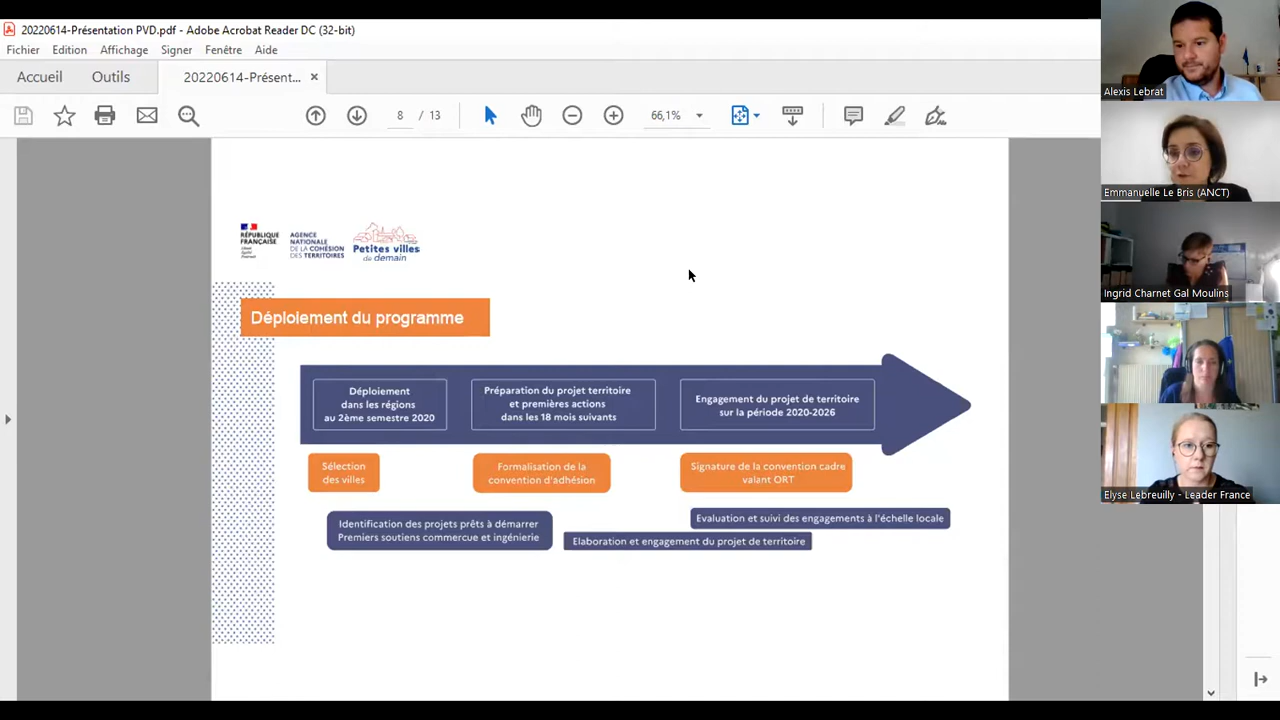 20220614-Présentation PVD.pdf - Adobe Acrobat Reader DC (32-bit)
Fichier Edition Affichage Signer Fenêtre Aide
Accueil Outils 20220614-Présent... ×
8 / 13 66,1%
RÉPUBLIQUE
FRANÇAISE
AGENCE
NATIONALE
DE LA COHÉSION
DES TERRITOIRES
Petites villes
de demain
Déploiement du programme
Déploiement
dans les régions
au 2ème semestre 2020
Préparation du projet territoire
et premières actions
dans les 18 mois suivants
Engagement du projet de territoire
sur la période 2020-2026
Sélection
des villes
Formalisation de la
convention d'adhésion
Signature de la convention cadre
valant ORT
Identification des projets prêts à démarrer
Premiers soutiens commercue et ingénierie
Evaluation et suivi des engagements à l'échelle locale
Elaboration et engagement du projet de territoire
Alexis Lebrat
Emmanuelle Le Bris (ANCT)
Ingrid Charnet Gal Moulins
Elyse Lebreuilly - Leader France